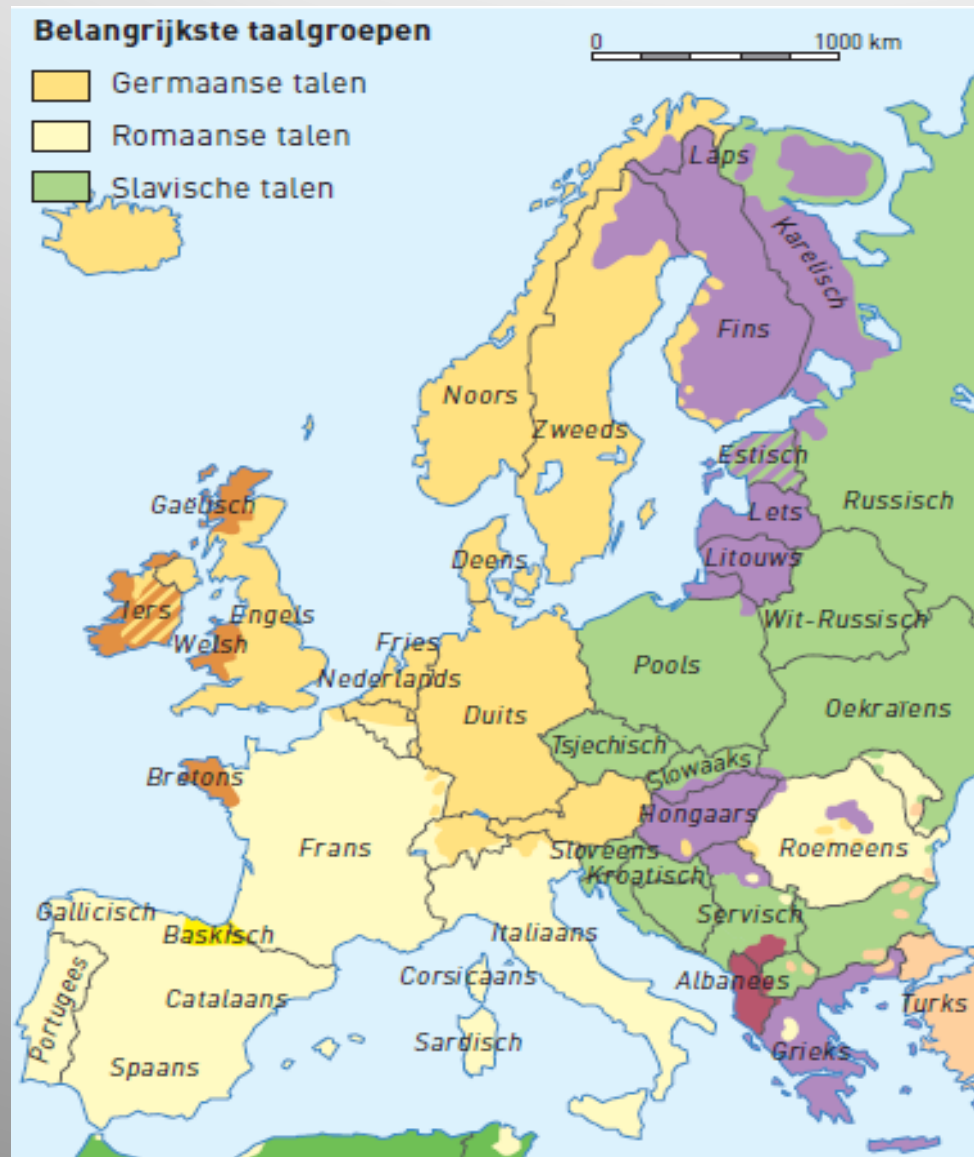 Belangrijkste taalgroepen
0 1000 km
Germaanse talen
Romaanse talen
Slavische talen
Laps
Karelisch
Fins
Noors
Zweeds
Estisch
Russisch
Gaëlisch
Lets
Deens
Litouws
Iers
Engels
Wit-Russisch
Welsh
Fries
Nederlands
Pools
Duits
Oekraïens
Tsjechisch
Slowaaks
Bretons
Hongaars
Frans
Sloveens
Roemeens
Kroatisch
Gallicisch
Servisch
Baskisch
Italiaans
Corsicaans
Albanees
Catalaans
Turks
Portugees
Sardisch
Grieks
Spaans